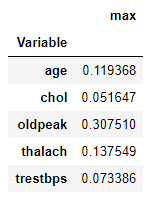 max
Variable
age 0.119368
chol 0.051647
oldpeak 0.307510
thalach 0.137549
trestbps 0.073386